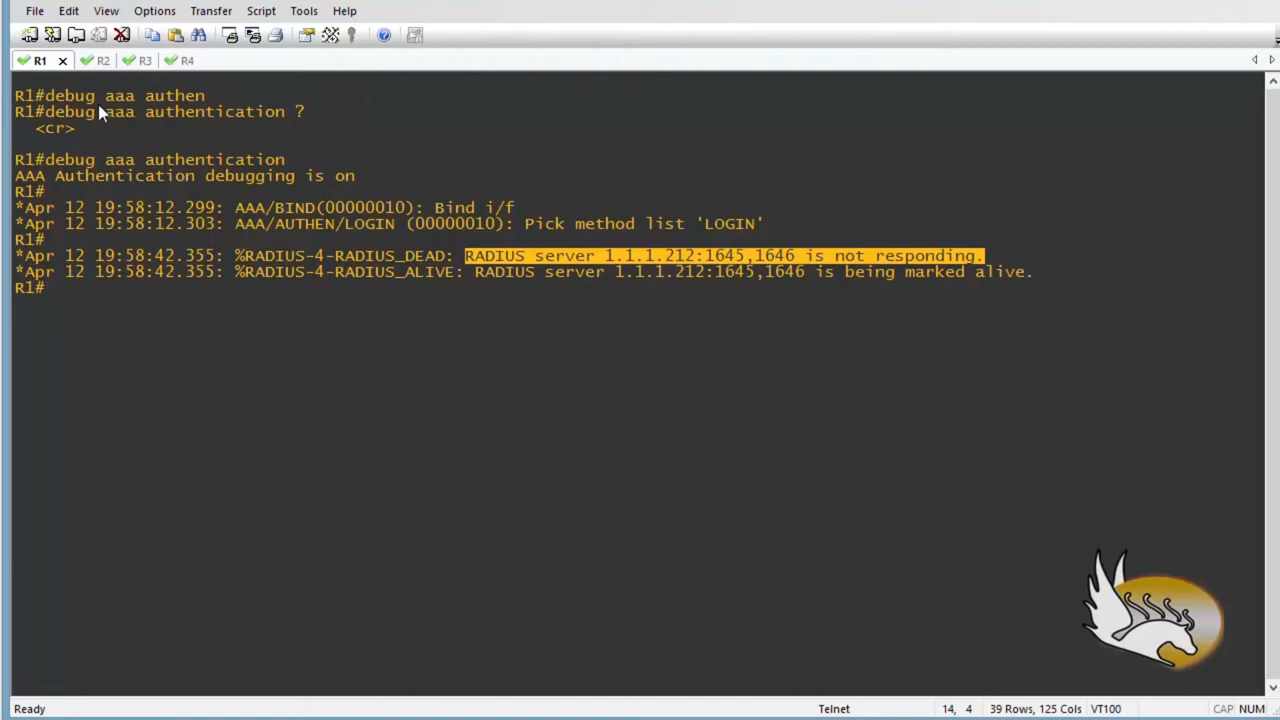 File Edit View Options Transfer Script Tools Help
R1 R2 R3 R4
R1#debug aaa authen
R1#debug aaa authentication ?
<cr>
R1#debug aaa authentication
AAA Authentication debugging is on
R1#
*Apr 12 19:58:12.299: AAA/BIND(00000010): Bind i/f
*Apr 12 19:58:12.303: AAA/AUTHEN/LOGIN (00000010): Pick method list 'LOGIN'
R1#
*Apr 12 19:58:42.355: %RADIUS-4-RADIUS_DEAD: RADIUS server 1.1.1.212:1645,1646 is not responding.
*Apr 12 19:58:42.355: %RADIUS-4-RADIUS_ALIVE: RADIUS server 1.1.1.212:1645,1646 is being marked alive.
R1#
Ready Telnet 14, 4 39 Rows, 125 Cols VT100 CAP NUM